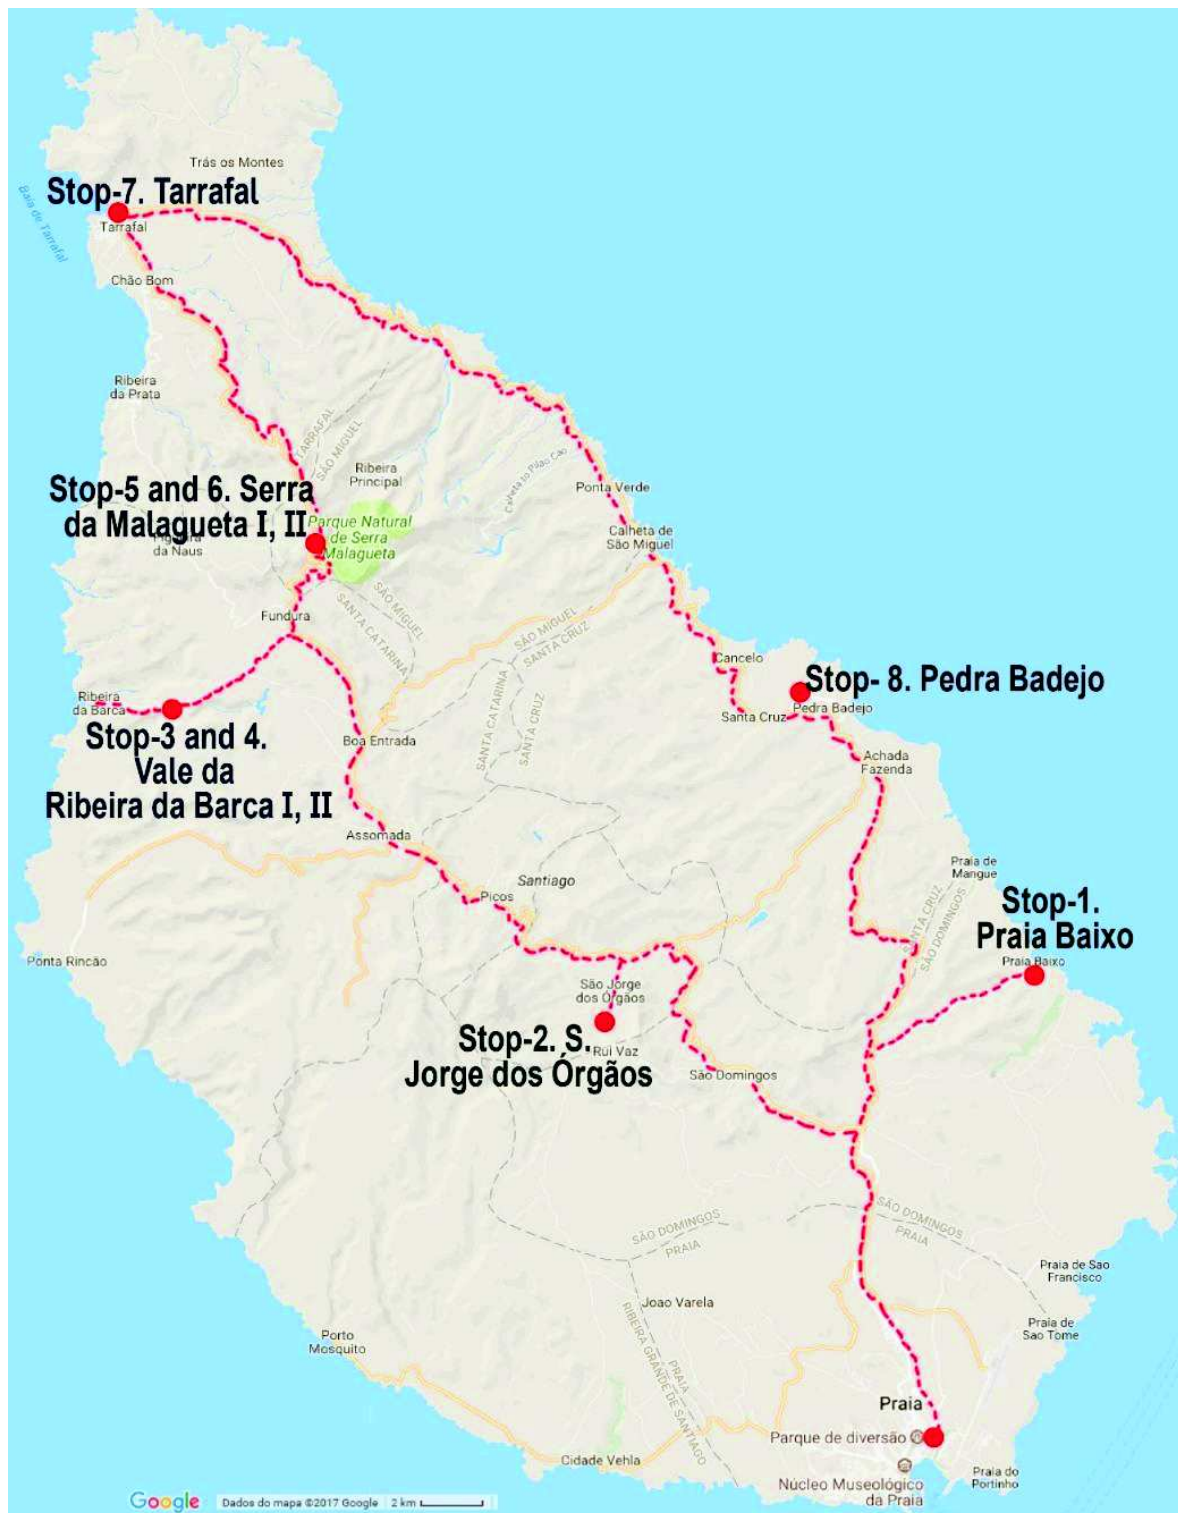 Trás os Montes
Stop-7. Tarrafal
Baia de Tarrafal
Tarrafal
Chão Bom
Ribeira
da Prata
TARRAFAL
SÃO MIGUEL
Ribeira
Principal
Calheta to Pilao Cao
Ponta Verde
Stop-5 and 6. Serra
da Malagueta I, II
Parque Natural
de Serra
Malagueta
da Naus
Calheta de
São Miguel
SÃO MIGUEL
SANTA CATARINA
Fundura
SÃO MIGUEL
SANTA CRUZ
Cancelo
Stop- 8. Pedra Badejo
Pedra Badejo
Santa Cruz
Ribeira
da Barca
Stop-3 and 4.
Vale da
Ribeira da Barca I, II
Boa Entrada
SANTA CATARINA
SANTA CRUZ
Achada
Fazenda
Assomada
Praia de
Mangue
Santiago
Picos
SANTA CRUZ
SÃO DOMINGOS
Stop-1.
Praia Baixo
Praia Baixo
Ponta Rincão
São Jorge
dos Órgãos
Stop-2. S.
Jorge dos Órgãos
Rui Vaz
São Domingos
SÃO DOMINGOS
PRAIA
SÃO DOMINGOS
PRAIA
Praia de Sao
Francisco
Joao Varela
Praia de
Sao Tome
Porto
Mosquito
PRAIA
RIBEIRA GRANDE DE SANTIAGO
Praia
Parque de diversão
Cidade Vehla
Núcleo Museológico
da Praia
Praia do
Portinho
Google
Dados do mapa ©2017 Google
2 km